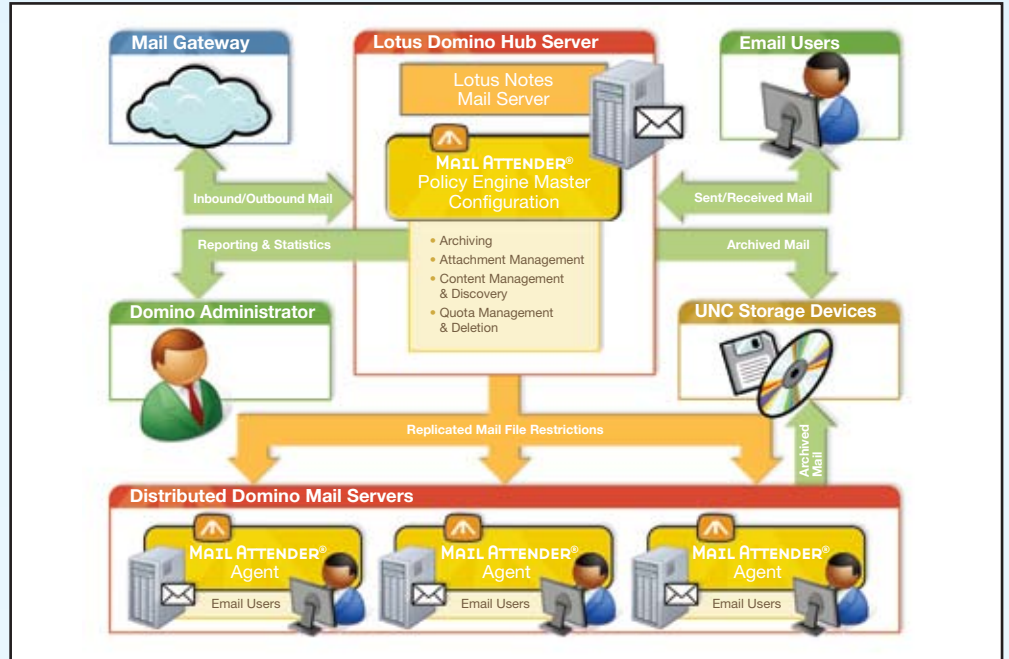 Mail Gateway
Lotus Domino Hub Server
Email Users
Lotus Notes
Mail Server
MAIL ATTENDER®
Policy Engine Master
Configuration
Inbound/Outbound Mail
Sent/Received Mail
Reporting & Statistics
Archived Mail
• Archiving
• Attachment Management
• Content Management
& Discovery
• Quota Management
& Deletion
Domino Administrator
UNC Storage Devices
Replicated Mail File Restrictions
Archived
Mail
Distributed Domino Mail Servers
MAIL ATTENDER®
Agent
Email Users
MAIL ATTENDER®
Agent
Email Users
MAIL ATTENDER®
Agent
Email Users